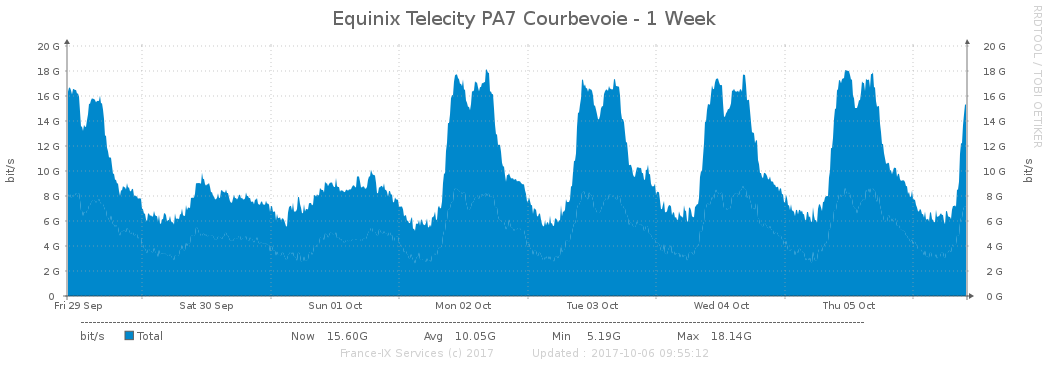 Equinix Telecity PA7 Courbevoie - 1 Week
RRDTOOL / TOBI OETIKER
bit/s
20 G 20 G
18 G 18 G
16 G 16 G
14 G 14 G
12 G 12 G
10 G 10 G
8 G 8 G
6 G 6 G
4 G 4 G
2 G 2 G
0 0 G
bit/s
Fri 29 Sep Sat 30 Sep Sun 01 Oct Mon 02 Oct Tue 03 Oct Wed 04 Oct Thu 05 Oct
bit/s Total Now 15.60G Avg 10.05G Min 5.19G Max 18.14G
France-IX Services (c) 2017 Updated : 2017-10-06 09:55:12